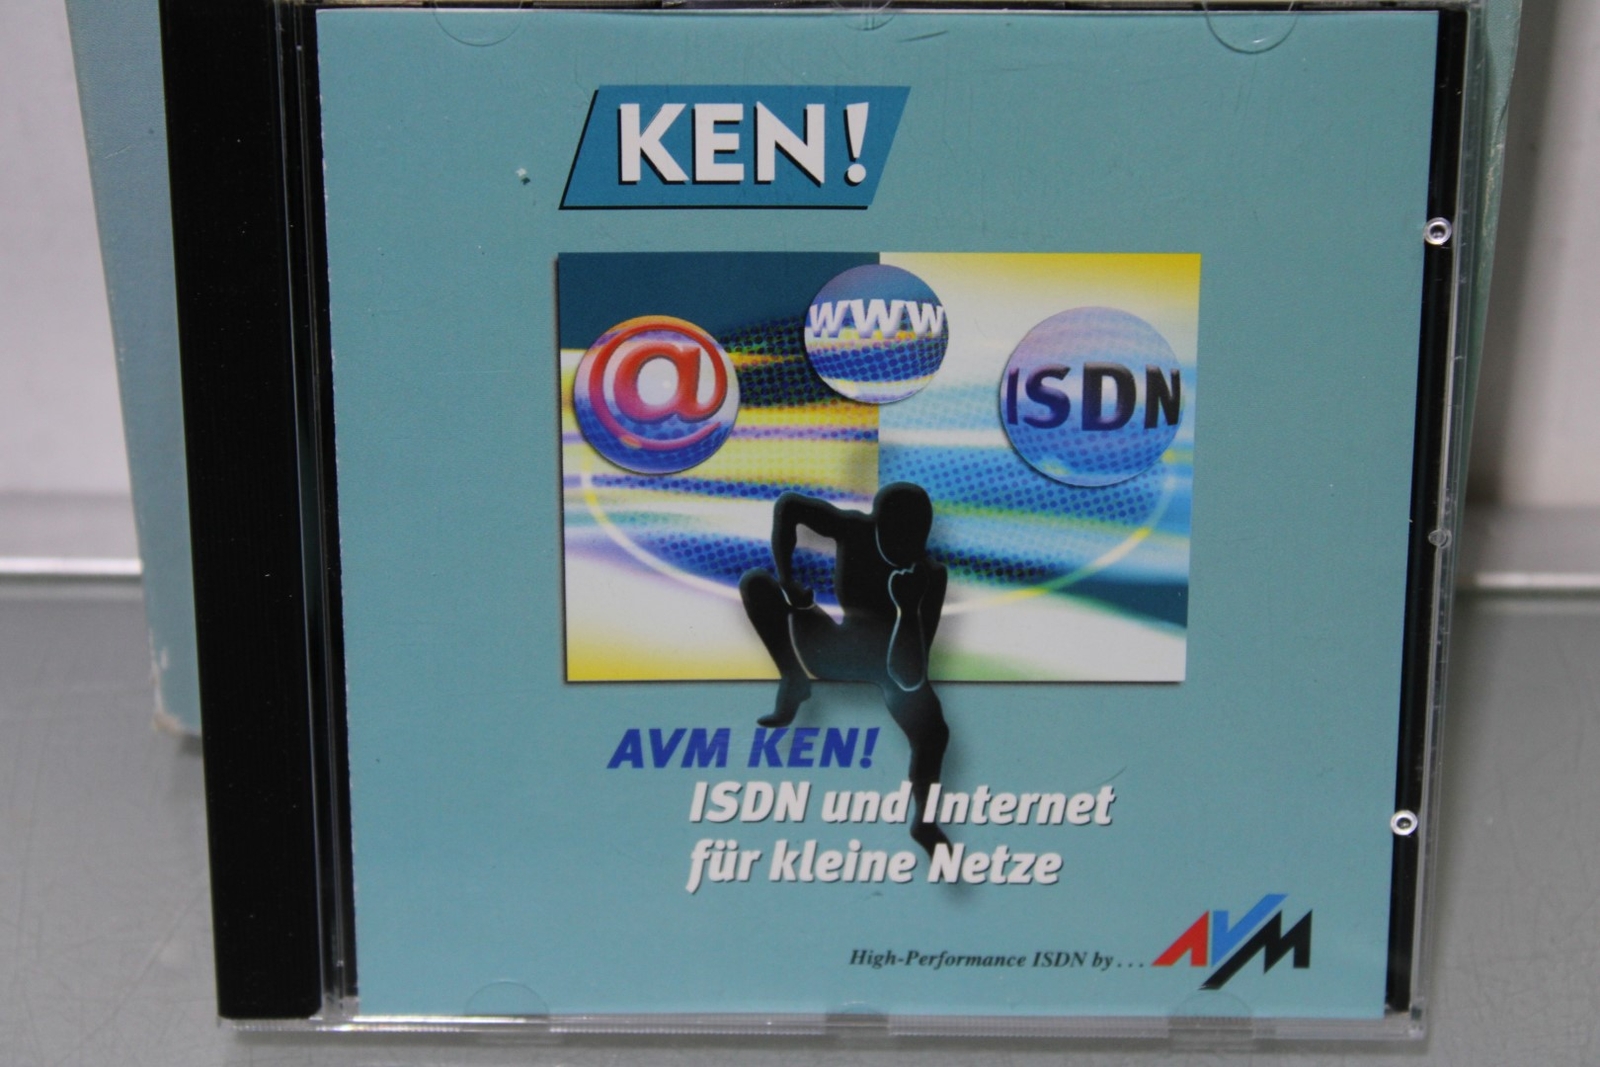 KEN!
@
WWW
ISDN
AVM KEN!
ISDN und Internet
für kleine Netze
High-Performance ISDN by...
AVM